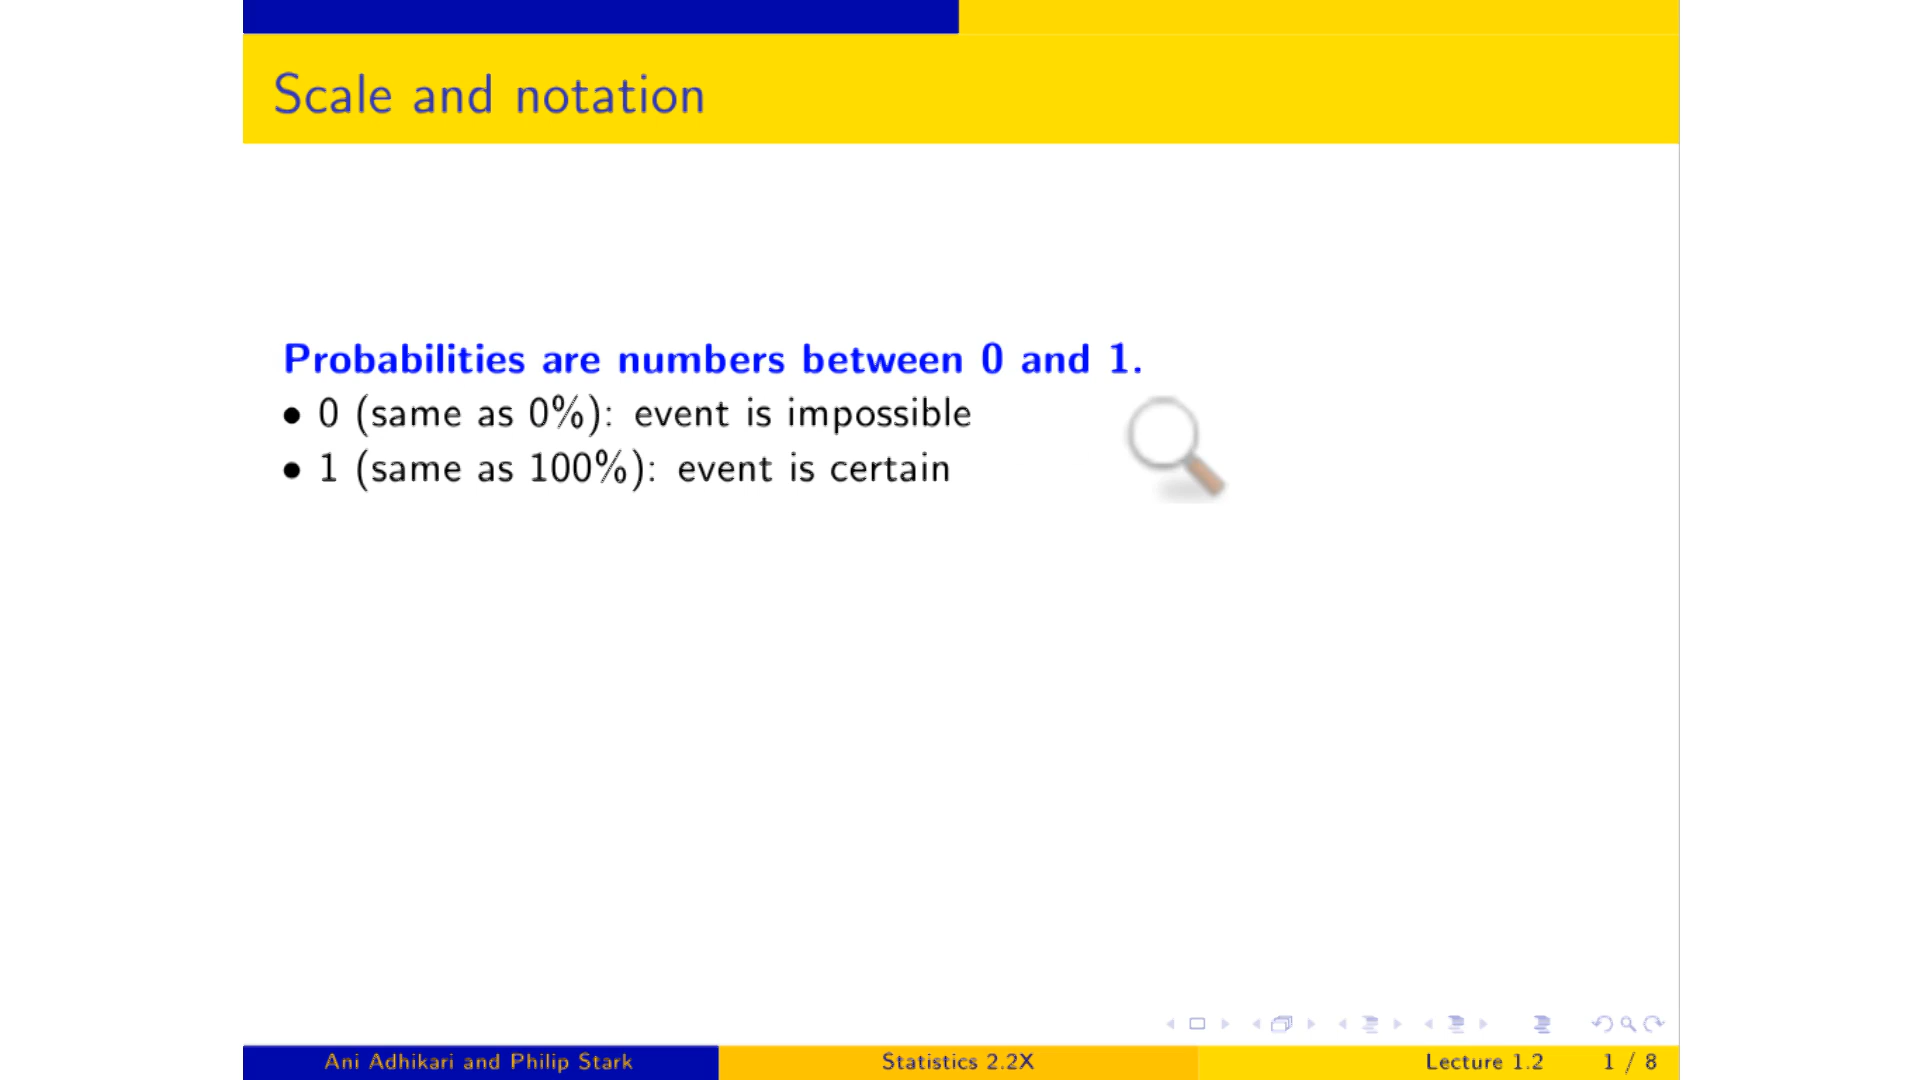 Scale and notation
Probabilities are numbers between 0 and 1.
• 0 (same as 0%): event is impossible
• 1 (same as 100%): event is certain
Ani Adhikari and Philip Stark Statistics 2.2X Lecture 1.2 1 / 8